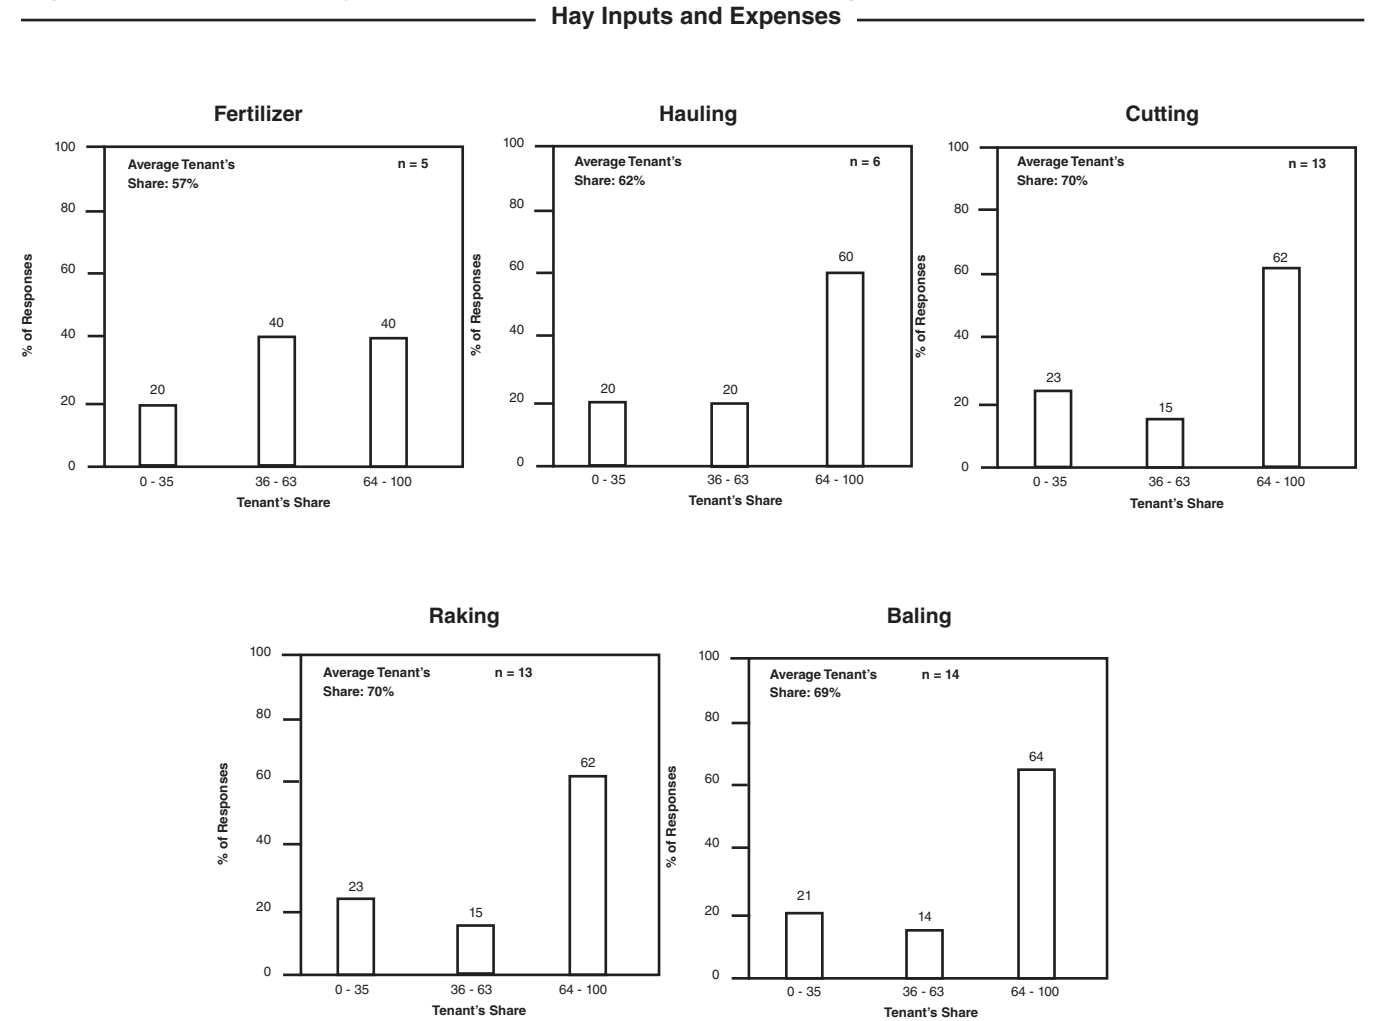 Hay Inputs and Expenses
Fertilizer
100
80
60
40
20
0
% of Responses
Average Tenant's
Share: 57%
n = 5
20
40
40
0 - 35
36 - 63
64 - 100
Tenant's Share
Hauling
100
80
60
40
20
0
% of Responses
Average Tenant's
Share: 62%
n = 6
20
20
60
0 - 35
36 - 63
64 - 100
Tenant's Share
Cutting
100
80
60
40
20
0
% of Responses
Average Tenant's
Share: 70%
n = 13
23
15
62
0 - 35
36 - 63
64 - 100
Tenant's Share
Raking
100
80
60
40
20
0
% of Responses
Average Tenant's
Share: 70%
n = 13
23
15
62
0 - 35
36 - 63
64 - 100
Tenant's Share
Baling
100
80
60
40
20
0
% of Responses
Average Tenant's
Share: 69%
n = 14
21
14
64
0 - 35
36 - 63
64 - 100
Tenant's Share